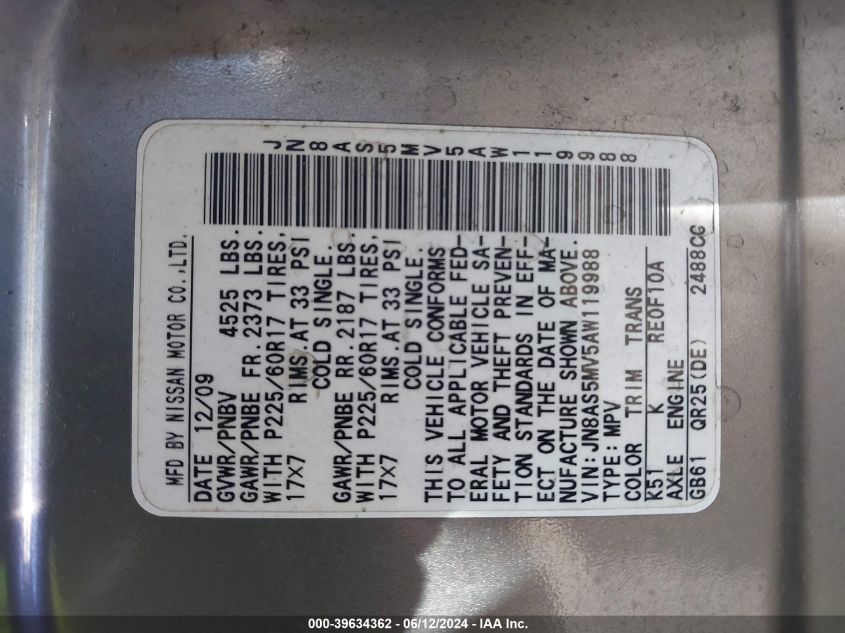 JN8AS5MV5AW119988
MFD BY NISSAN MOTOR CO.,LTD.
DATE 12/09
GVWR/PNBV 4525 LBS.
GAWR/PNBE FR. 2373 LBS.
WITH P225/60R17 TIRES,
17X7 RIMS.AT 33 PSI
COLD SINGLE.
GAWR/PNBE RR. 2187 LBS.
WITH P225/60R17 TIRES,
17X7 RIMS.AT 33 PSI
COLD SINGLE.
THIS VEHICLE CONFORMS
TO ALL APPLICABLE FED-
ERAL MOTOR VEHICLE SA-
FETY AND THEFT PREVEN-
TION STANDARDS IN EFF-
ECT ON THE DATE OF MA-
NUFACTURE SHOWN ABOVE.
VIN: JN8AS5MV5AW119988
TYPE: MPV
COLOR TRIM TRANS
K51 K RE0F10A
AXLE ENGINE
GB61 QR25(DE) 2488CG
000-39634362 - 06/12/2024 - IAA Inc.